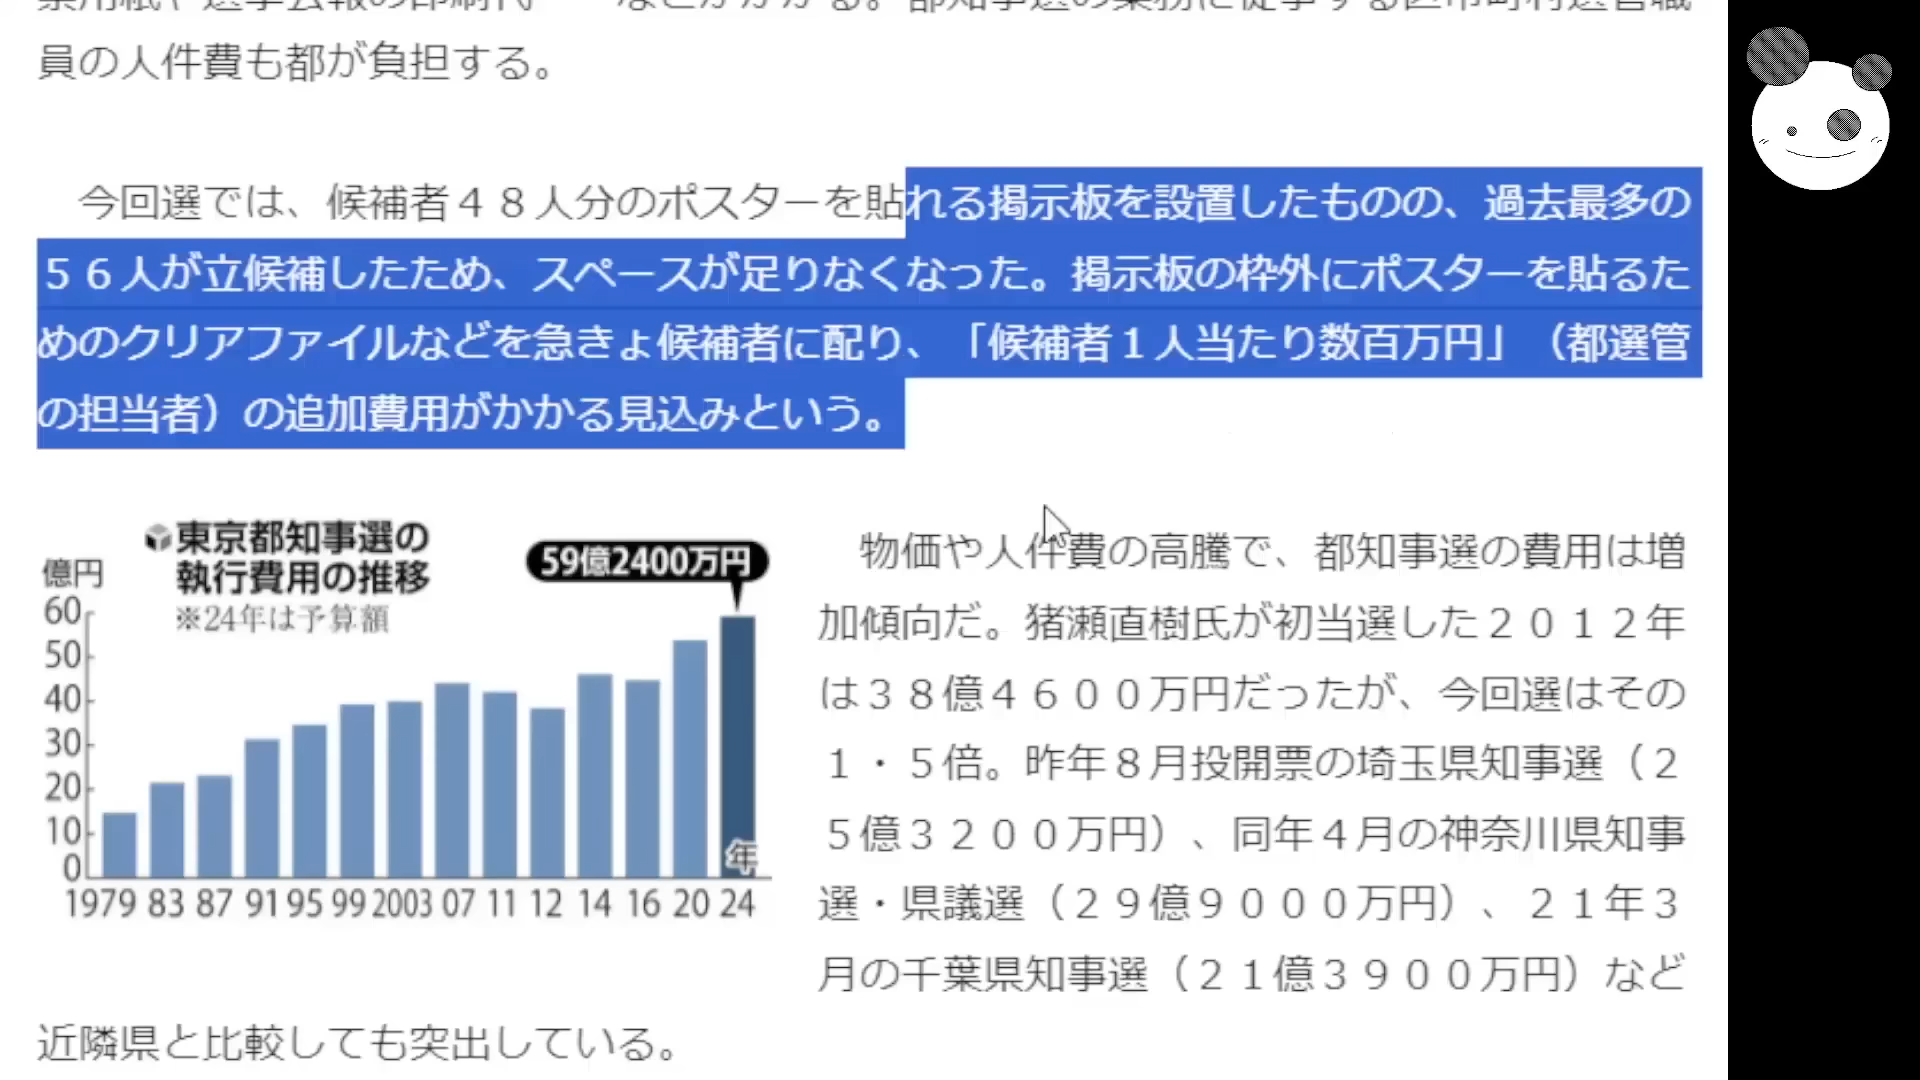 員の人件費も都が負担する。
今回選では、候補者４８人分のポスターを貼れる掲示板を設置したものの、過去最多の
５６人が立候補したため、スペースが足りなくなった。掲示板の枠外にポスターを貼るた
めのクリアファイルなどを急きょ候補者に配り、「候補者１人当たり数百万円」（都選管
の担当者）の追加費用がかかる見込みという。
東京都知事選の
執行費用の推移
※24年は予算額
億円
59億2400万円
60
50
40
30
20
10
0
年
1979 83 87 91 95 99 2003 07 11 12 14 16 20 24
物価や人件費の高騰で、都知事選の費用は増
加傾向だ。猪瀬直樹氏が初当選した２０１２年
は３８億４６００万円だったが、今回選はその
１・５倍。昨年８月投開票の埼玉県知事選（２
５億３２００万円）、同年４月の神奈川県知事
選・県議選（２９億９０００万円）、２１年３
月の千葉県知事選（２１億３９００万円）など
近隣県と比較しても突出している。